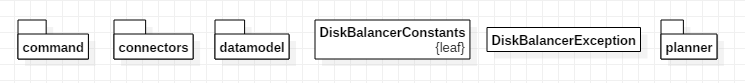 command
connectors
datamodel
DiskBalancerConstants
{leaf}
DiskBalancerException
planner